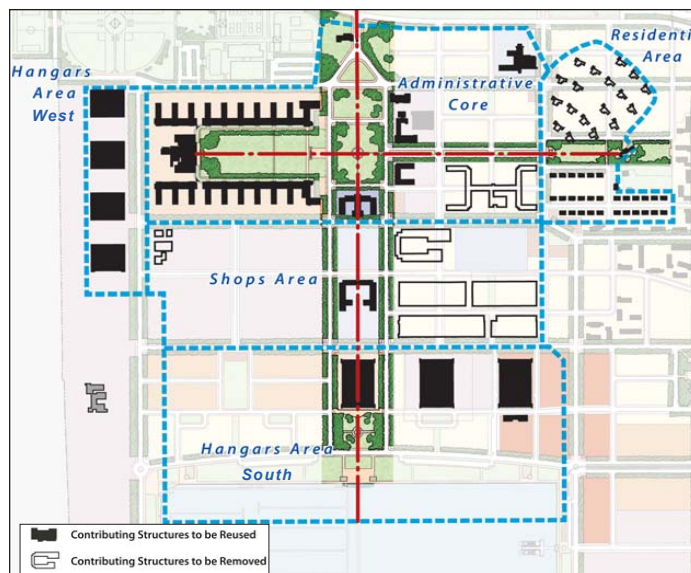 Hangars
Area
West
Administrative
Core
Residenti
Area
Shops Area
Hangars Area
South
Contributing Structures to be Reused
Contributing Structures to be Removed